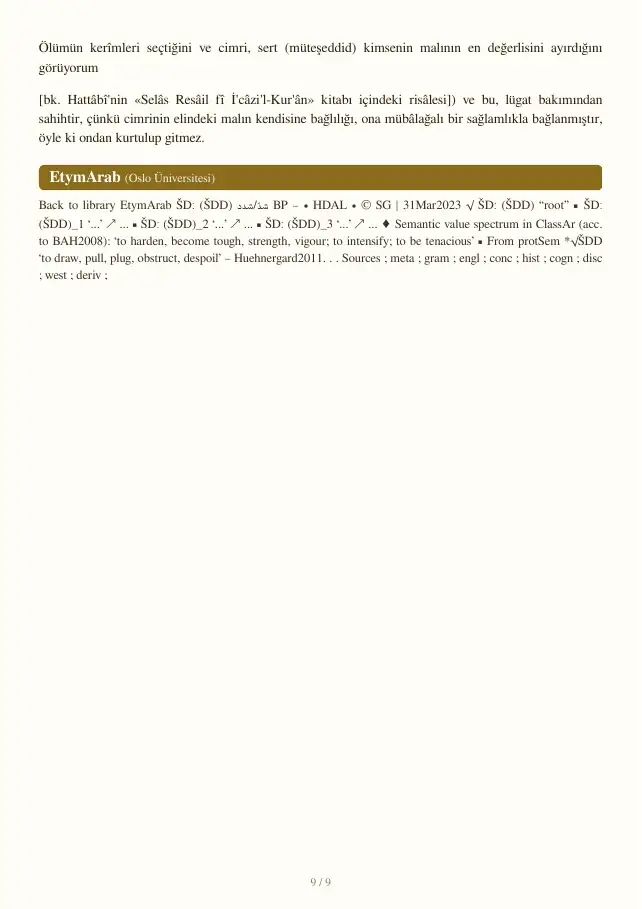 Ölümün kerîmleri seçtiğini ve cimri, sert (müteşeddid) kimsenin malının en değerlisini ayırdığını
görüyorum
[bk. Hattâbî'nin «Selâs Resâil fî İ'câzi'l-Kur'ân» kitabı içindeki risâlesi]) ve bu, lügat bakımından
sahihtir, çünkü cimrinin elindeki malın kendisine bağlılığı, ona mübâlağalı bir sağlamlıkla bağlanmıştır,
öyle ki ondan kurtulup gitmez.
EtymArab (Oslo Üniversitesi)
Back to library EtymArab ŠDː (ŠDD) شدّ/شدد BP – • HDAL • © SG | 31Mar2023 √ ŠDː (ŠDD) “root” ▪ ŠDː
(ŠDD)_1 ‘...’ ↗ ... ▪ ŠDː (ŠDD)_2 ‘...’ ↗ ... ▪ ŠDː (ŠDD)_3 ‘...’ ↗ ... ♦ Semantic value spectrum in ClassAr (acc.
to BAH2008): ‘to harden, become tough, strength, vigour; to intensify; to be tenacious’ ▪ From protSem *√ŠDD
‘to draw, pull, plug, obstruct, despoil’ – Huehnergard2011. . . Sources ; meta ; gram ; engl ; conc ; hist ; cogn ; disc
; west ; deriv ;
9 / 9